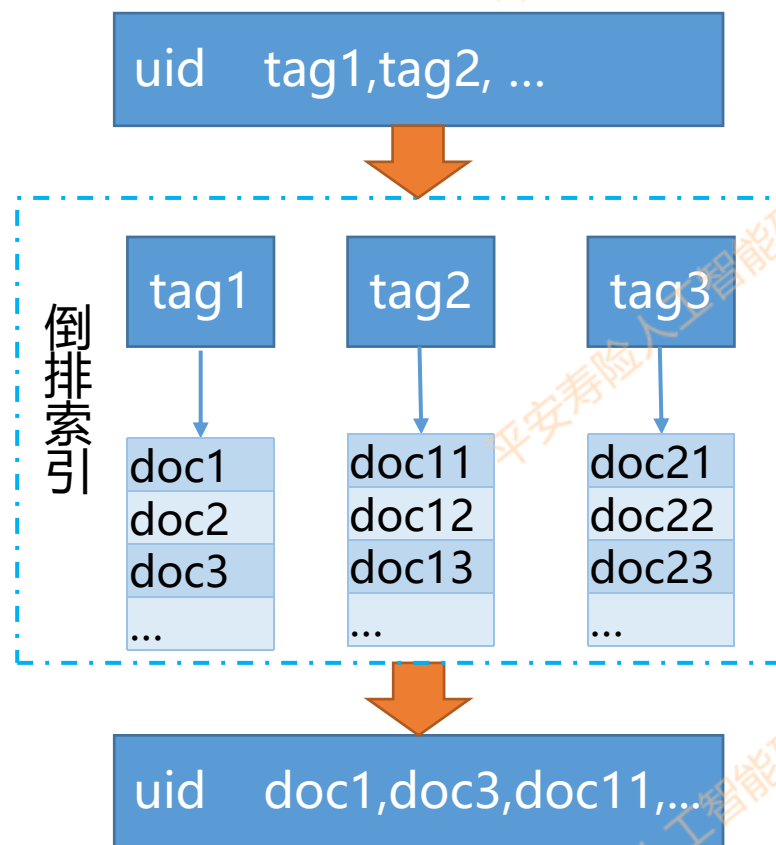 uid tag1,tag2, ...
倒排索引
tag1 tag2 tag3
doc1 doc11 doc21
doc2 doc12 doc22
doc3 doc13 doc23
... ... ...
uid doc1,doc3,doc11,...
平安寿险人工智能